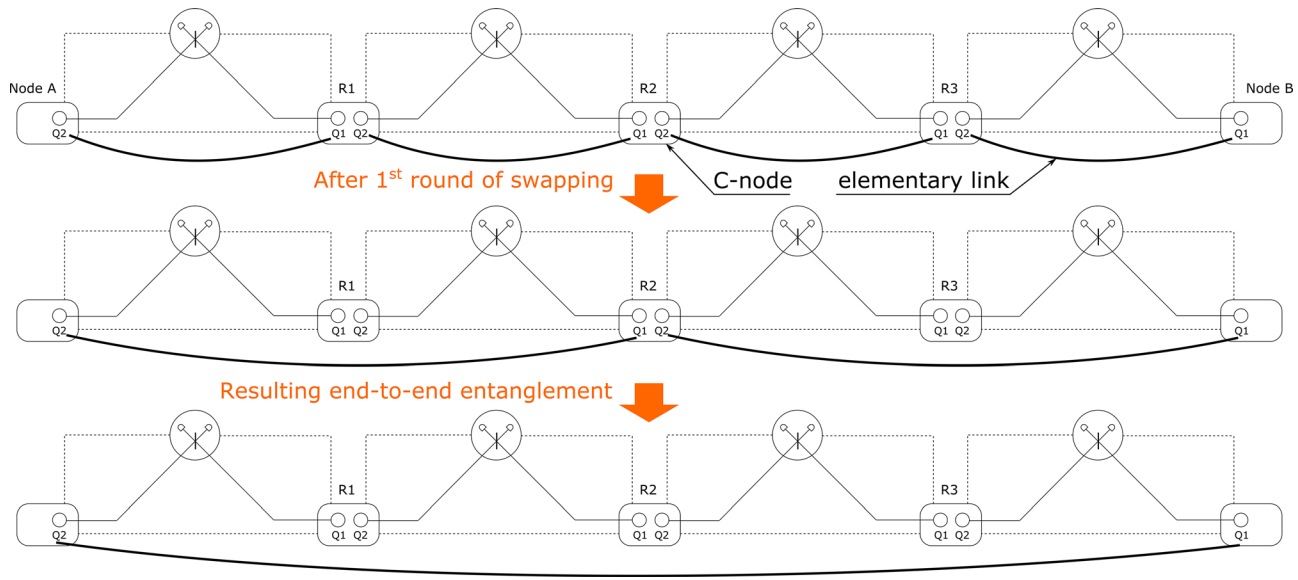 Node A R1 R2 R3 Node B
Q2 Q1 Q2 Q1 Q2 Q1 Q2 Q1
After 1st round of swapping
C-node
elementary link
R1 R2 R3
Q2 Q1 Q2 Q1 Q2 Q1 Q2 Q1
Resulting end-to-end entanglement
R1 R2 R3
Q2 Q1 Q2 Q1 Q2 Q1 Q2 Q1